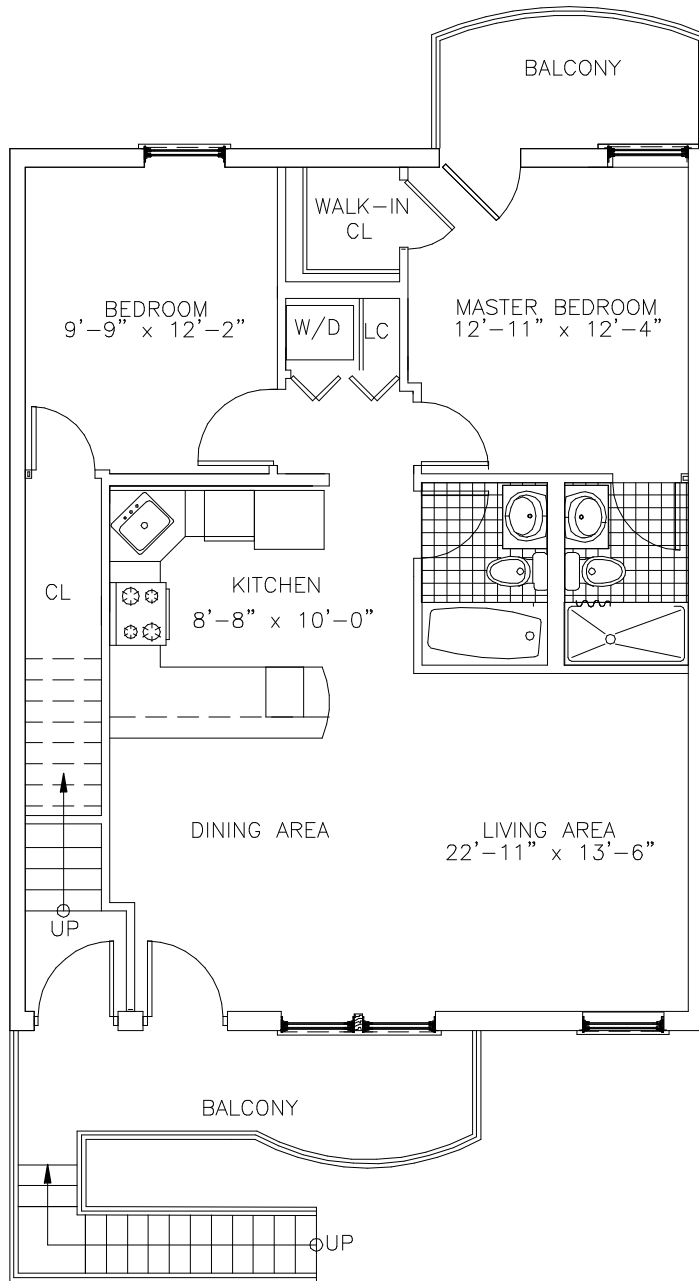 BALCONY
WALK-IN
CL
BEDROOM
9'-9" x 12'-2"
W/D
LC
MASTER BEDROOM
12'-11" x 12'-4"
CL
KITCHEN
8'-8" x 10'-0"
DINING AREA
LIVING AREA
22'-11" x 13'-6"
UP
BALCONY
UP